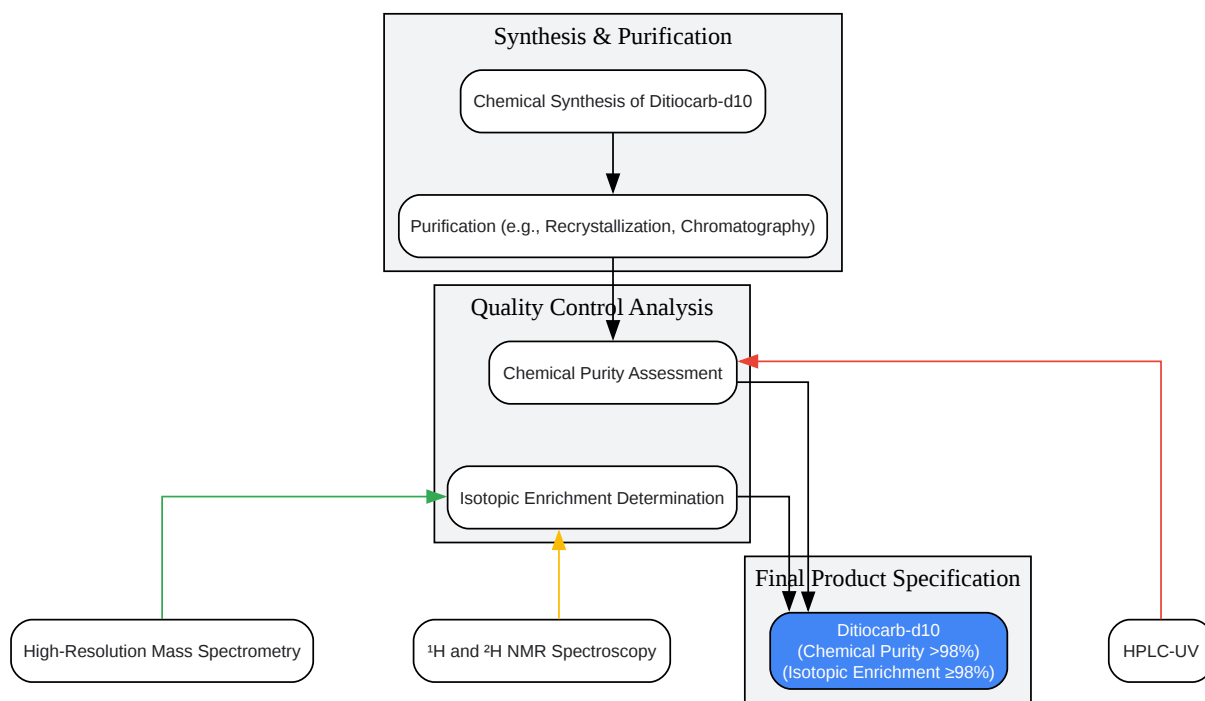 Synthesis & Purification
Chemical Synthesis of Ditiocarb-d10
Purification (e.g., Recrystallization, Chromatography)
Quality Control Analysis
Chemical Purity Assessment
Isotopic Enrichment Determination
Final Product Specification
High-Resolution Mass Spectrometry
¹H and ²H NMR Spectroscopy
Ditiocarb-d10
(Chemical Purity >98%)
(Isotopic Enrichment ≥98%)
HPLC-UV